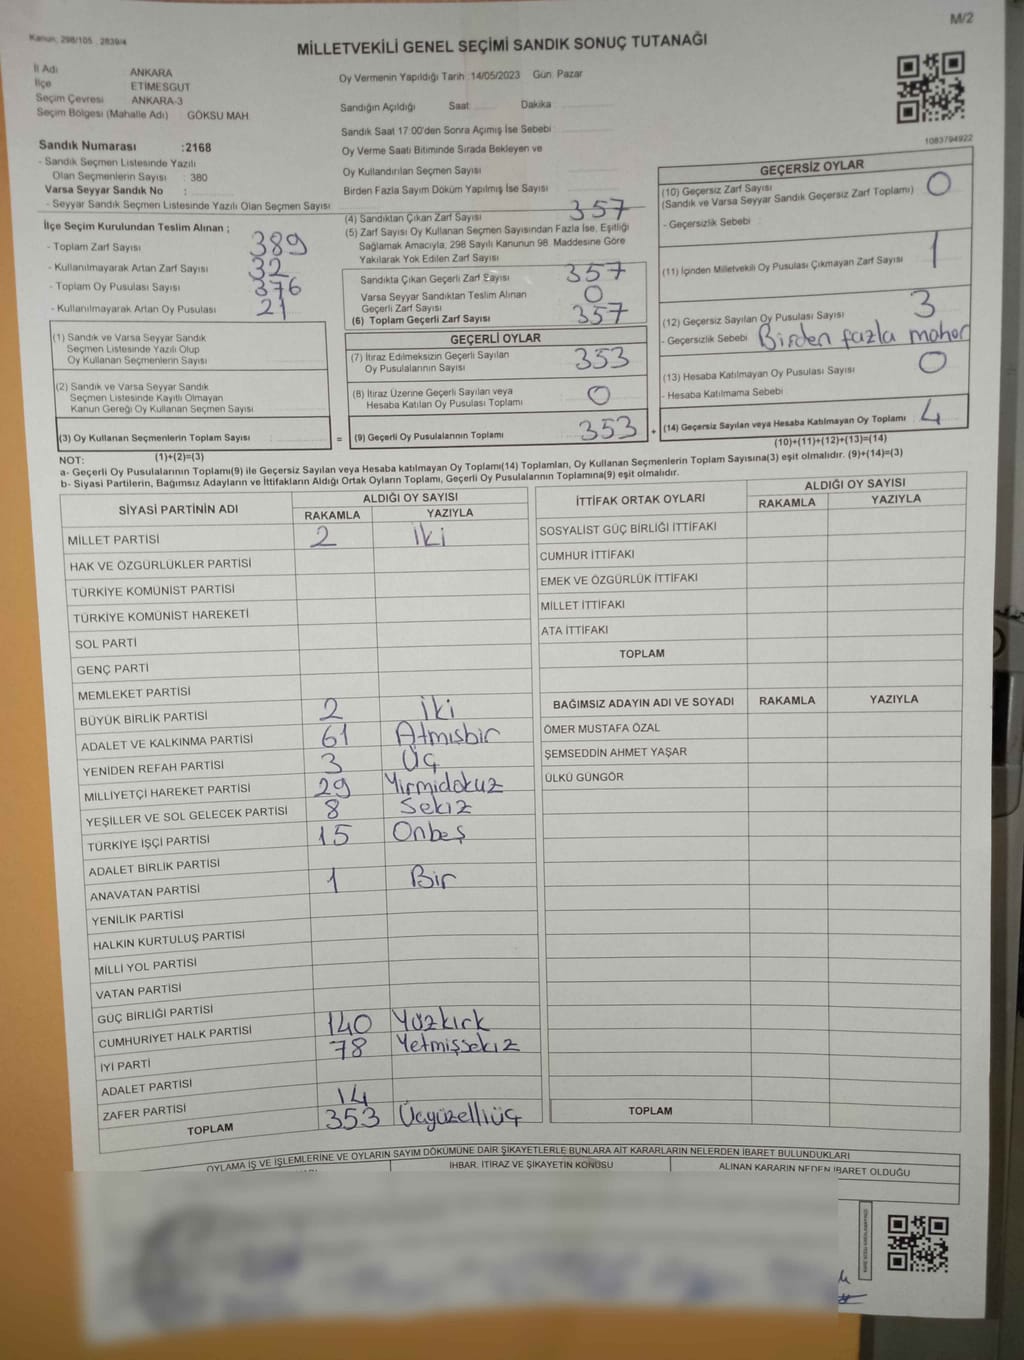 M/2
Kanun, 298/105 , 2839/4
MİLLETVEKİLİ GENEL SEÇİMİ SANDIK SONUÇ TUTANAĞI
İl Adı ANKARA
İlçe ETİMESGUT
Seçim Çevresi ANKARA-3
Seçim Bölgesi (Mahalle Adı) GÖKSU MAH.
Sandık Numarası :2168
- Sandık Seçmen Listesinde Yazılı
Olan Seçmenlerin Sayısı : 380
Varsa Seyyar Sandık No :
- Seyyar Sandık Seçmen Listesinde Yazılı Olan Seçmen Sayısı
Oy Vermenin Yapıldığı Tarih :14/05/2023 Gün: Pazar
Sandığın Açıldığı Saat Dakika
Sandık Saat 17:00'den Sonra Açımış İse Sebebi
Oy Verme Saati Bitiminde Sırada Bekleyen ve
Oy Kullandırılan Seçmen Sayısı
Birden Fazla Sayım Döküm Yapılmış İse Sayısı
1083794922
İlçe Seçim Kurulundan Teslim Alınan ;
- Toplam Zarf Sayısı 389
- Kullanılmayarak Artan Zarf Sayısı 32
- Toplam Oy Pusulası Sayısı 376
- Kullanılmayarak Artan Oy Pusulası 21
(1) Sandık ve Varsa Seyyar Sandık
Seçmen Listesinde Yazılı Olup
Oy Kullanan Seçmenlerin Sayısı
(2) Sandık ve Varsa Seyyar Sandık
Seçmen Listesinde Kayıtlı Olmayan
Kanun Gereği Oy Kullanan Seçmen Sayısı
(3) Oy Kullanan Seçmenlerin Toplam Sayısı =
(1)+(2)=(3)
(4) Sandıktan Çıkan Zarf Sayısı 357
(5) Zarf Sayısı Oy Kullanan Seçmen Sayısından Fazla İse, Eşitliği
Sağlamak Amacıyla, 298 Sayılı Kanunun 98. Maddesine Göre
Yakılarak Yok Edilen Zarf Sayısı
Sandıkta Çıkan Geçerli Zarf Sayısı 357
Varsa Seyyar Sandıktan Teslim Alınan
Geçerli Zarf Sayısı 0
(6) Toplam Geçerli Zarf Sayısı 357
GEÇERLİ OYLAR
(7) İtiraz Edilmeksizin Geçerli Sayılan
Oy Pusulalarının Sayısı 353
(8) İtiraz Üzerine Geçerli Sayılan veya
Hesaba Katılan Oy Pusulası Toplamı 0
(9) Geçerli Oy Pusulalarının Toplamı 353 +
GEÇERSİZ OYLAR
(10) Geçersiz Zarf Sayısı
(Sandık ve Varsa Seyyar Sandık Geçersiz Zarf Toplamı) 0
- Geçersizlik Sebebi :
(11) İçinden Milletvekili Oy Pusulası Çıkmayan Zarf Sayısı 1
(12) Geçersiz Sayılan Oy Pusulası Sayısı 3
- Geçersizlik Sebebi Birden fazla mohor
(13) Hesaba Katılmayan Oy Pusulası Sayısı 0
- Hesaba Katılmama Sebebi
(14) Geçersiz Sayılan veya Hesaba Katılmayan Oy Toplamı 4
(10)+(11)+(12)+(13)=(14)
NOT:
a- Geçerli Oy Pusulalarının Toplamı(9) ile Geçersiz Sayılan veya Hesaba katılmayan Oy Toplamı(14) Toplamları, Oy Kullanan Seçmenlerin Toplam Sayısına(3) eşit olmalıdır. (9)+(14)=(3)
b- Siyasi Partilerin, Bağımsız Adayların ve İttifakların Aldığı Ortak Oyların Toplamı, Geçerli Oy Pusulalarının Toplamına(9) eşit olmalıdır.
SİYASİ PARTİNİN ADI ALDIĞI OY SAYISI
RAKAMLA YAZIYLA
MİLLET PARTİSİ 2 iki
HAK VE ÖZGÜRLÜKLER PARTİSİ
TÜRKİYE KOMÜNİST PARTİSİ
TÜRKİYE KOMÜNİST HAREKETİ
SOL PARTİ
GENÇ PARTİ
MEMLEKET PARTİSİ
BÜYÜK BİRLİK PARTİSİ 2 İki
ADALET VE KALKINMA PARTİSİ 61 Atmışbir
YENİDEN REFAH PARTİSİ 3 Üç
MİLLİYETÇİ HAREKET PARTİSİ 29 Yirmidokuz
YEŞİLLER VE SOL GELECEK PARTİSİ 8 Sekiz
TÜRKİYE İŞÇİ PARTİSİ 15 Onbeş
ADALET BİRLİK PARTİSİ
ANAVATAN PARTİSİ 1 Bir
YENİLİK PARTİSİ
HALKIN KURTULUŞ PARTİSİ
MİLLİ YOL PARTİSİ
VATAN PARTİSİ
GÜÇ BİRLİĞİ PARTİSİ
CUMHURİYET HALK PARTİSİ 140 Yüzkırk
İYİ PARTİ 78 Yetmişsekiz
ADALET PARTİSİ
ZAFER PARTİSİ 14
TOPLAM 353 Üçyüzelliüç
İTTİFAK ORTAK OYLARI ALDIĞI OY SAYISI
RAKAMLA YAZIYLA
SOSYALİST GÜÇ BİRLİĞİ İTTİFAKI
CUMHUR İTTİFAKI
EMEK VE ÖZGÜRLÜK İTTİFAKI
MİLLET İTTİFAKI
ATA İTTİFAKI
TOPLAM
BAĞIMSIZ ADAYIN ADI VE SOYADI RAKAMLA YAZIYLA
ÖMER MUSTAFA ÖZAL
ŞEMSEDDİN AHMET YAŞAR
ÜLKÜ GÜNGÖR
TOPLAM
OYLAMA İŞ VE İŞLEMLERİNE VE OYLARIN SAYIM DÖKÜMÜNE DAİR ŞİKAYETLERLE BUNLARA AİT KARARLARIN NELERDEN İBARET BULUNDUKLARI
İHBAR, İTİRAZ VE ŞİKAYETİN KONUSU ALINAN KARARIN NEDEN İBARET OLDUĞU